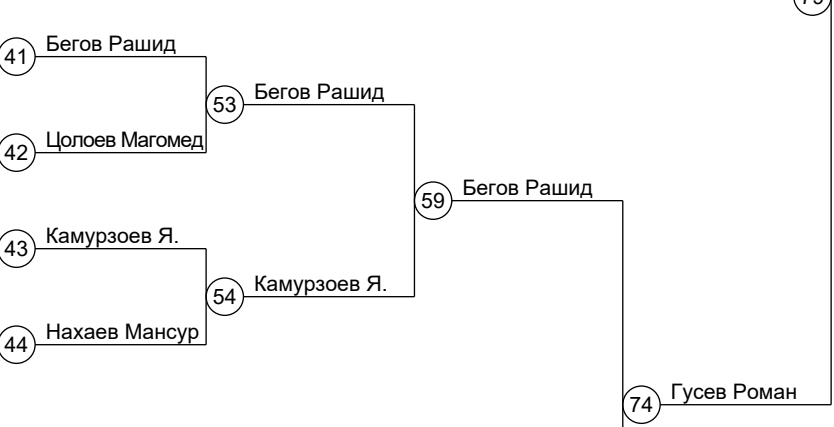 41 Бегов Рашид
53 Бегов Рашид
42 Цолоев Магомед
59 Бегов Рашид
43 Камурзоев Я.
54 Камурзоев Я.
44 Нахаев Мансур
74 Гусев Роман